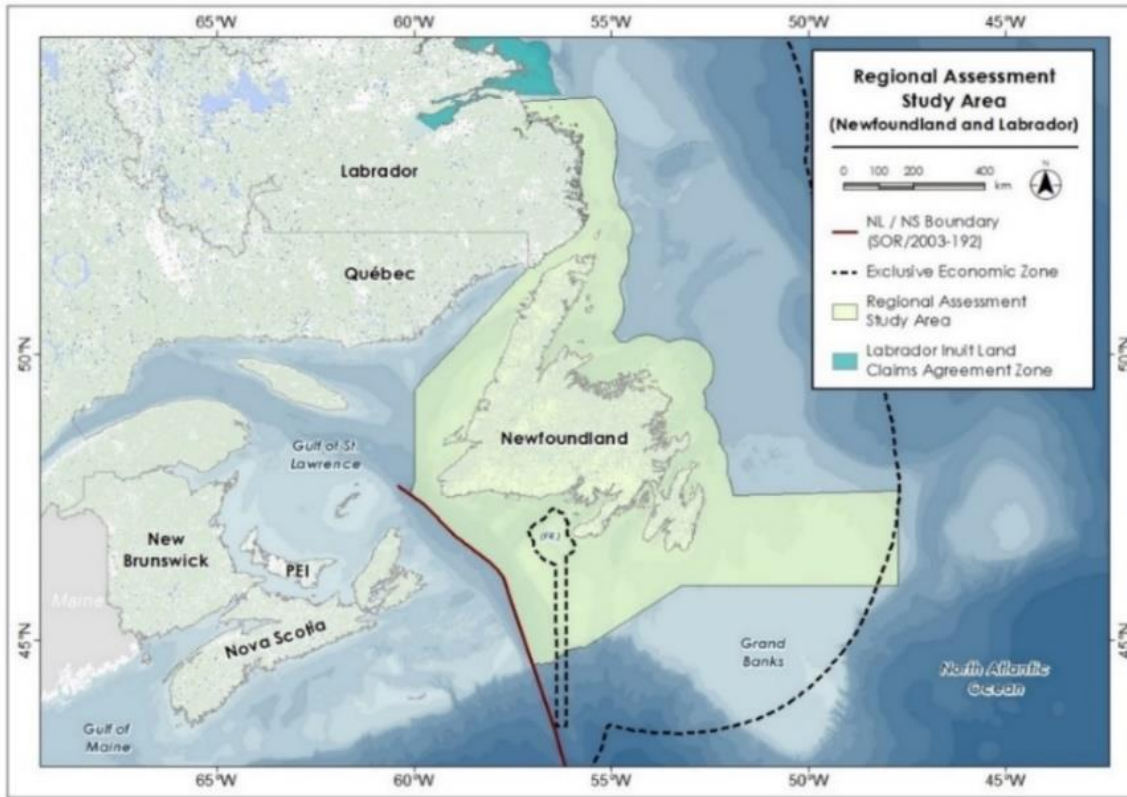 65°W 60°W 55°W 50°W 45°W
Regional Assessment
Study Area
(Newfoundland and Labrador)
0 100 200 400
km
N
NL / NS Boundary
(SOR/2003-192)
Exclusive Economic Zone
Regional Assessment
Study Area
Labrador Inuit Land
Claims Agreement Zone
Labrador
Québec
50°N
50°N
Newfoundland
Gulf of St.
Lawrence
(FR.)
New
Brunswick
PEI
Maine
Nova Scotia
45°N
45°N
Grand
Banks
North Atlantic
Ocean
Gulf of
Maine
65°W 60°W 55°W 50°W 45°W